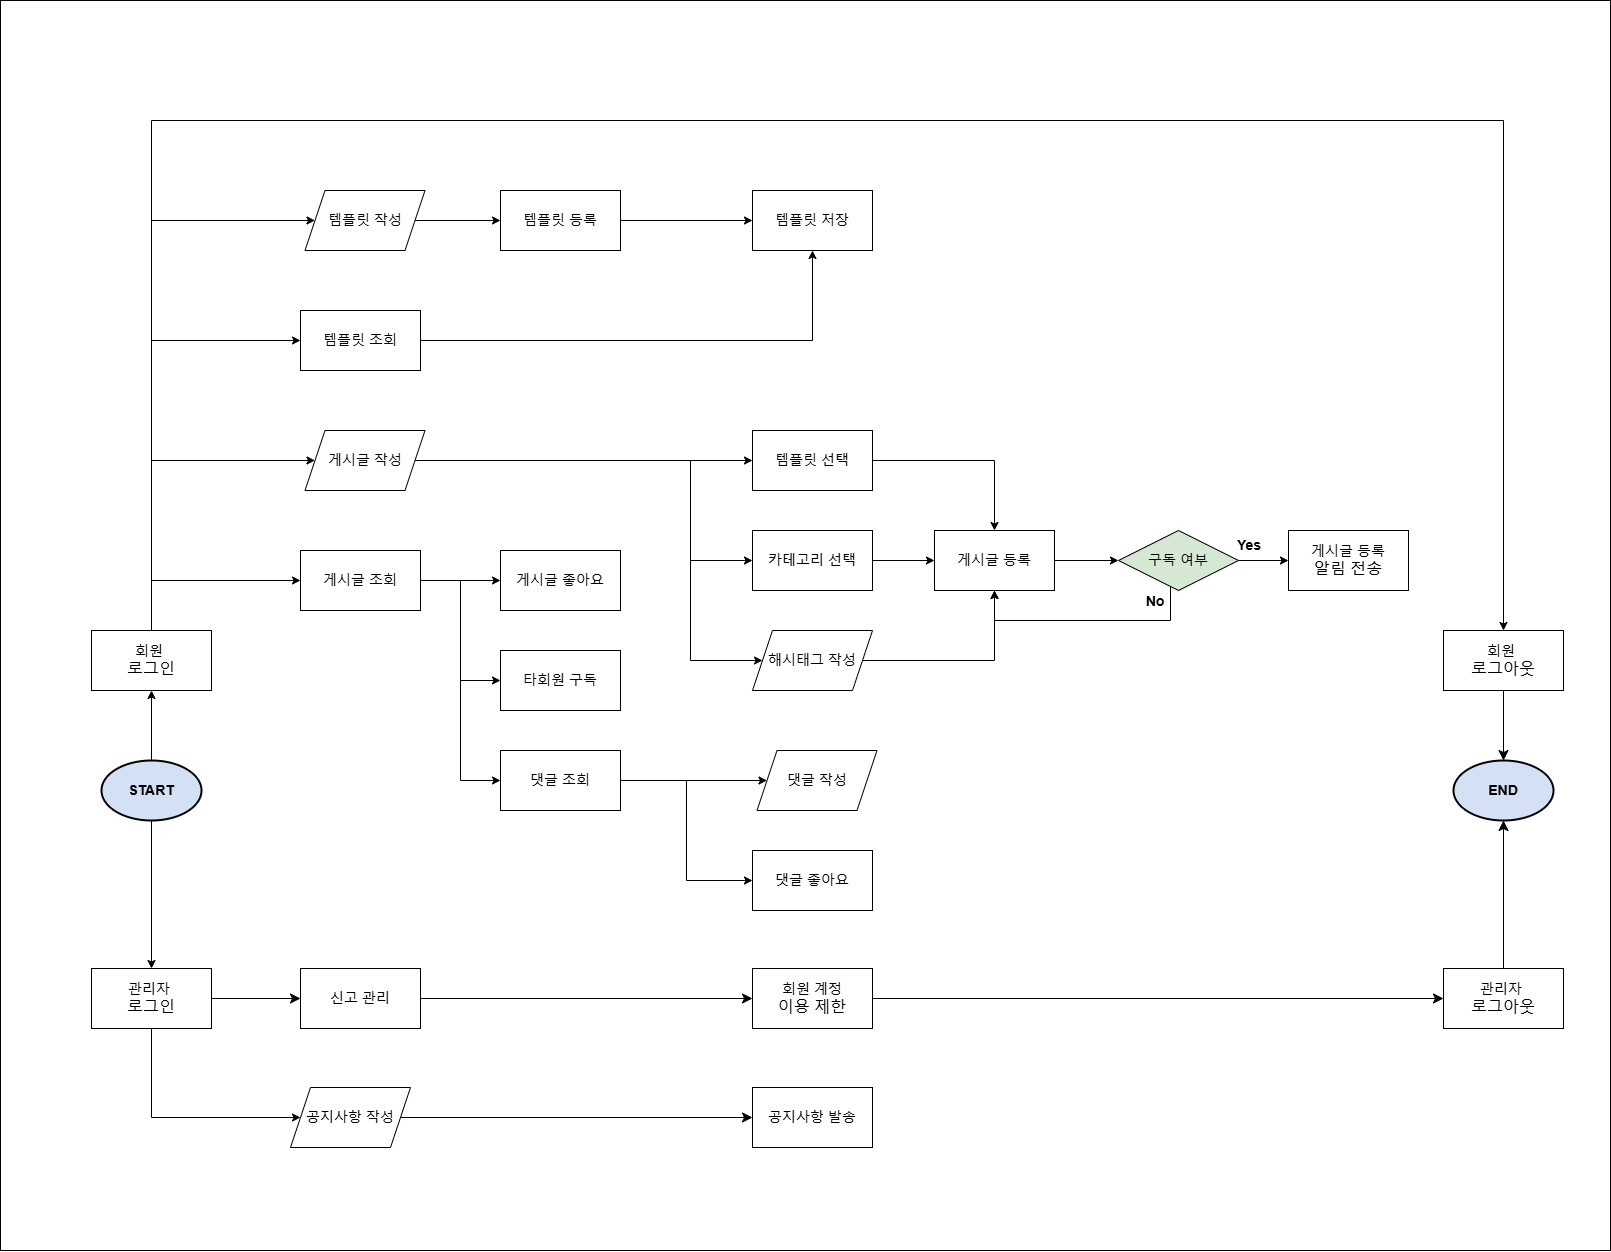 템플릿 작성
템플릿 등록
템플릿 저장
템플릿 조회
게시글 작성
템플릿 선택
카테고리 선택
게시글 등록
구독 여부
Yes
게시글 등록
알림 전송
No
게시글 조회
게시글 좋아요
회원
로그인
타회원 구독
해시태그 작성
회원
로그아웃
START
댓글 조회
댓글 작성
END
댓글 좋아요
관리자
로그인
신고 관리
회원 계정
이용 제한
관리자
로그아웃
공지사항 작성
공지사항 발송